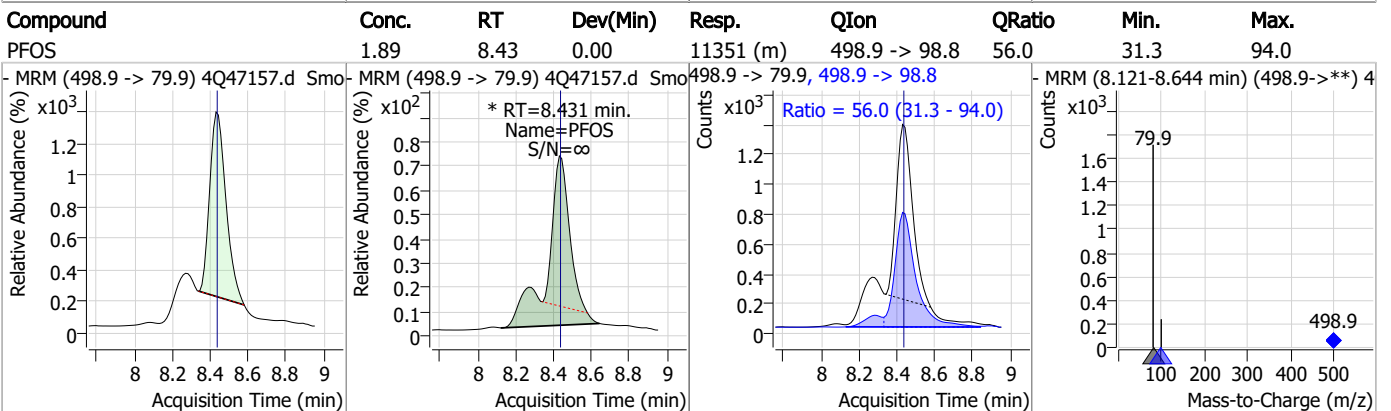 Compound Conc. RT Dev(Min) Resp. QIon QRatio Min. Max.
PFOS 1.89 8.43 0.00 11351 (m) 498.9 -> 98.8 56.0 31.3 94.0
- MRM (498.9 -> 79.9) 4Q47157.d Smo
Relative Abundance (%)
x10³
1.2
1
0.8
0.6
0.4
0.2
0
8 8.2 8.4 8.6 8.8 9
Acquisition Time (min)
- MRM (498.9 -> 79.9) 4Q47157.d Smo
Relative Abundance (%)
x10²
* RT=8.431 min.
Name=PFOS
S/N=∞
0.8
0.7
0.6
0.5
0.4
0.3
0.2
0.1
0
8 8.2 8.4 8.6 8.8 9
Acquisition Time (min)
498.9 -> 79.9, 498.9 -> 98.8
Counts
x10³
Ratio = 56.0 (31.3 - 94.0)
1.2
1
0.8
0.6
0.4
0.2
0
8 8.2 8.4 8.6 8.8 9
Acquisition Time (min)
- MRM (8.121-8.644 min) (498.9->**) 4
Counts
x10³
79.9
1.6
1.4
1.2
1
0.8
0.6
0.4
0.2
0
498.9
100 200 300 400 500
Mass-to-Charge (m/z)